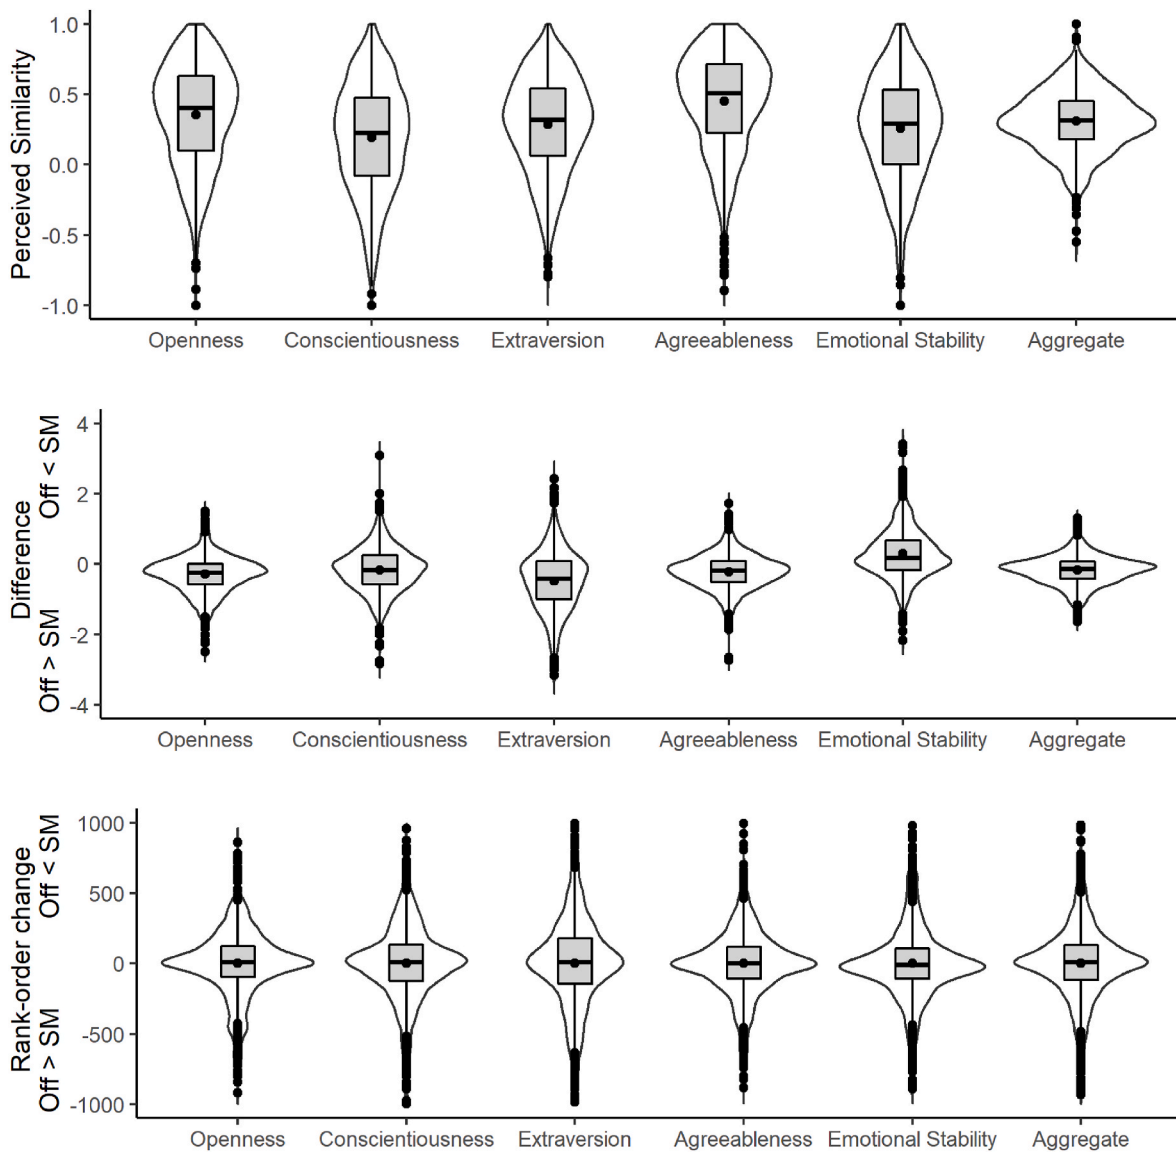 Perceived Similarity
1.0
0.5
0.0
-0.5
-1.0
Openness Conscientiousness Extraversion Agreeableness Emotional Stability Aggregate
Difference
Off > SM Off < SM
4
2
0
-2
-4
Openness Conscientiousness Extraversion Agreeableness Emotional Stability Aggregate
Rank-order change
Off > SM Off < SM
1000
500
0
-500
-1000
Openness Conscientiousness Extraversion Agreeableness Emotional Stability Aggregate